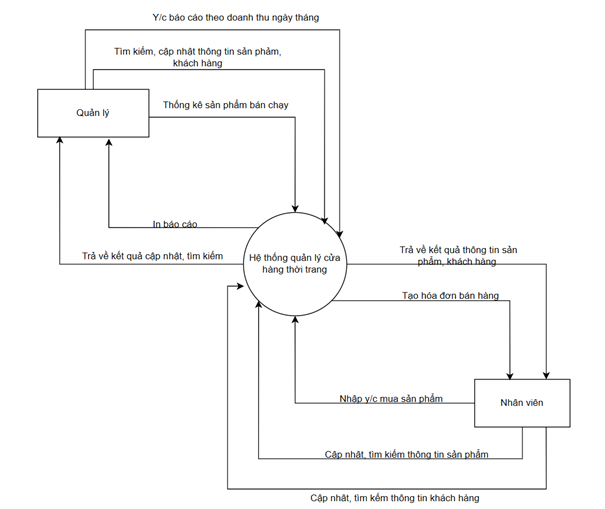 Y/c báo cáo theo doanh thu ngày tháng
Tìm kiếm, cập nhật thông tin sản phẩm,
khách hàng
Thống kê sản phẩm bán chạy
Quản lý
In báo cáo
Trả về kết quả cập nhật, tìm kiếm
Hệ thống quản lý cửa
hàng thời trang
Trả về kết quả thông tin sản
phẩm, khách hàng
Tạo hóa đơn bán hàng
Nhập y/c mua sản phẩm
Nhân viên
Cập nhật, tìm kiếm thông tin sản phẩm
Cập nhât, tìm kếm thông tin khách hàng